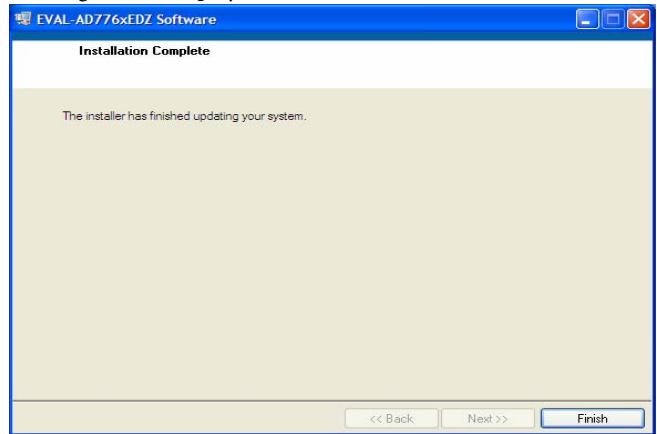 EVAL-AD776xEDZ Software
Installation Complete
The installer has finished updating your system.
<< Back Next >> Finish